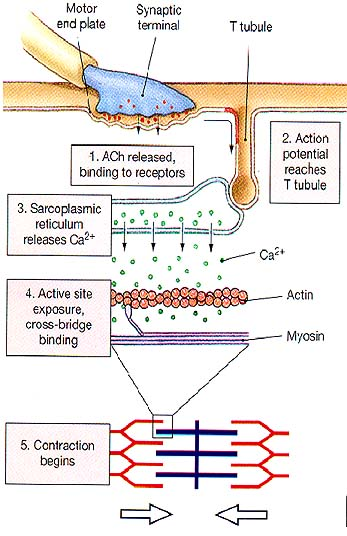 Motor
end plate
Synaptic
terminal
T tubule
1. ACh released,
binding to receptors
2. Action
potential
reaches
T tubule
3. Sarcoplasmic
reticulum
releases Ca2+
Ca2+
4. Active site
exposure,
cross-bridge
binding
Actin
Myosin
5. Contraction
begins